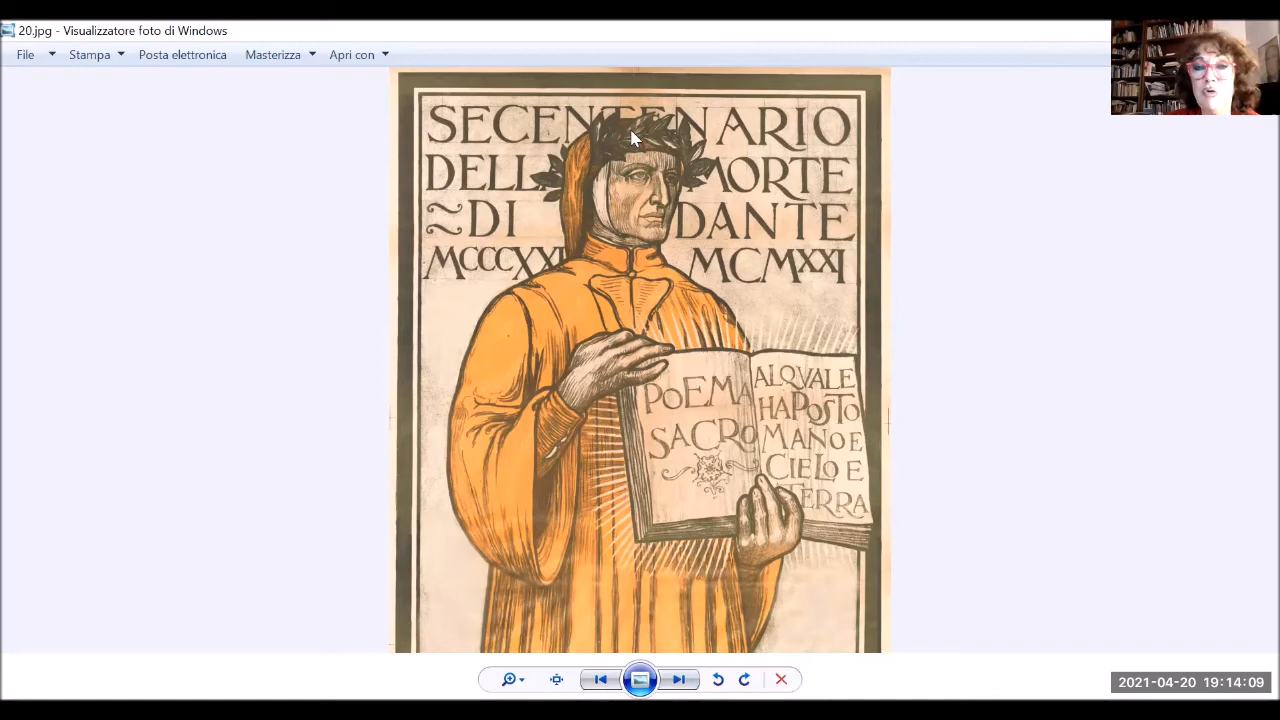 20.jpg - Visualizzatore foto di Windows
File Stampa Posta elettronica Masterizza Apri con
SECENTENARIO
DELLA MORTE
DI DANTE
MCCCXXI MCMXXI
POEMA
SACRO
AL QVALE
HA POSTO
MANO E
CIELO E
TERRA
2021-04-20 19:14:09